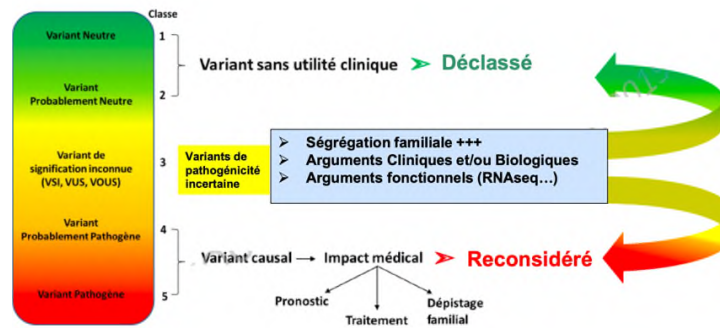 Classe
Variant Neutre
1
Variant sans utilité clinique
Déclassé
Variant
Probablement Neutre
2
Variant de
signification inconnue
(VSI, VUS, VOUS)
3
Variants de
pathogénicité
incertaine
Ségrégation familiale +++
Arguments Cliniques et/ou Biologiques
Arguments fonctionnels (RNAseq...)
Variant
Probablement Pathogène
4
Variant causal
Impact médical
Reconsidéré
Variant Pathogène
5
Pronostic
Traitement
Dépistage
familial